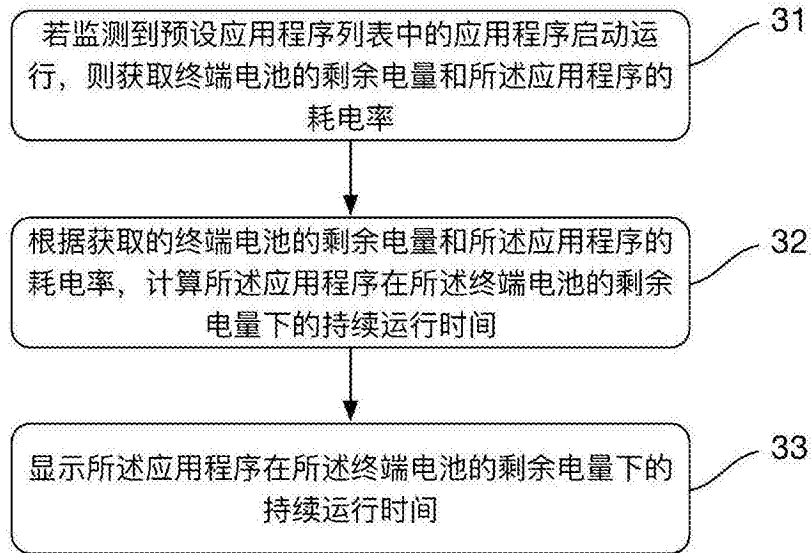 若监测到预设应用程序列表中的应用程序启动运
行，则获取终端电池的剩余电量和所述应用程序的
耗电率
31
根据获取的终端电池的剩余电量和所述应用程序的
耗电率，计算所述应用程序在所述终端电池的剩余
电量下的持续运行时间
32
显示所述应用程序在所述终端电池的剩余电量下的
持续运行时间
33